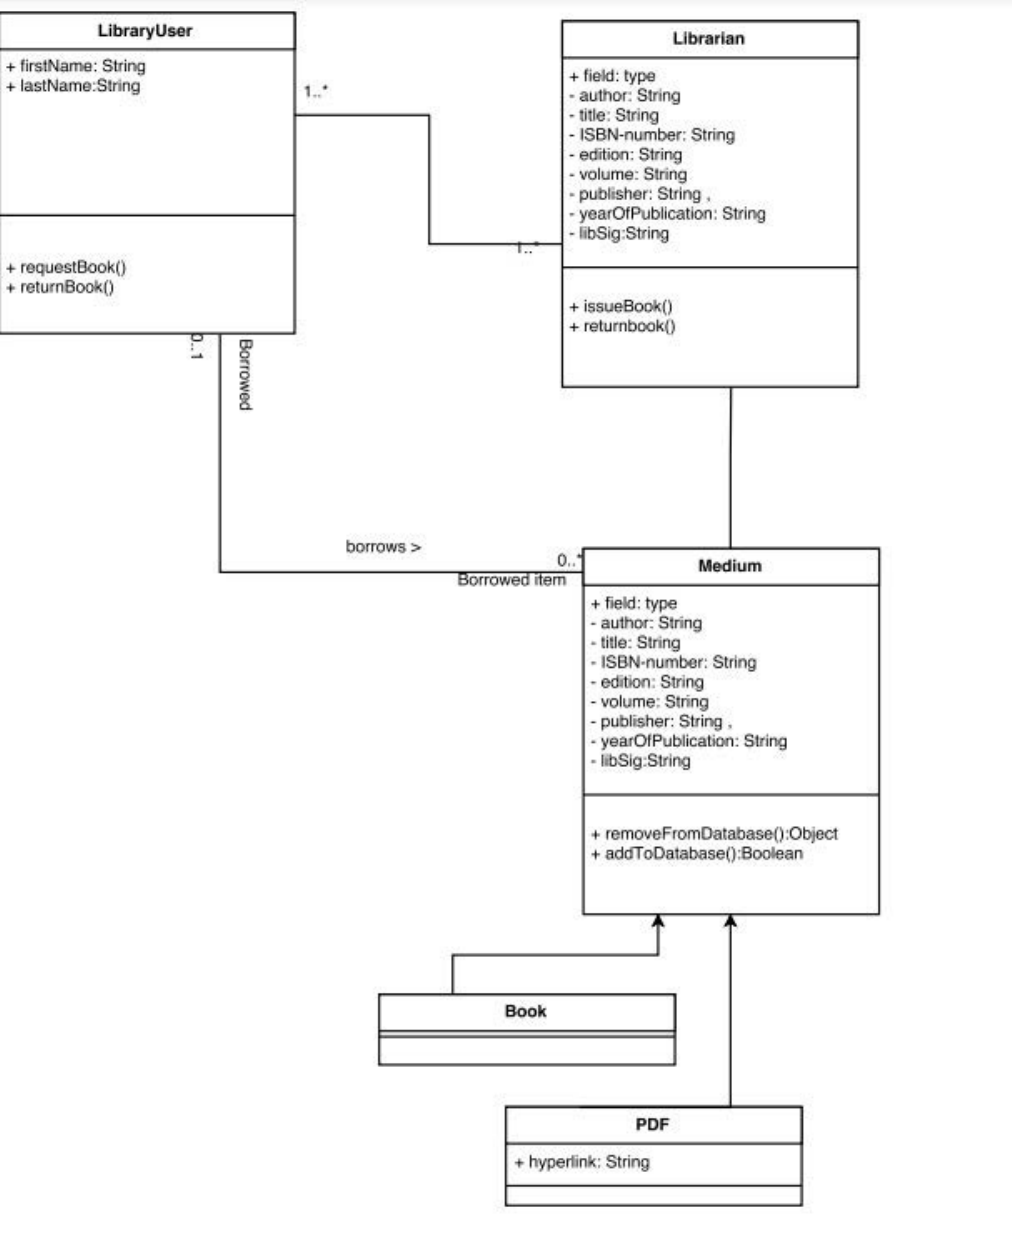 LibraryUser
+ firstName: String
+ lastName:String
+ requestBook()
+ returnBook()
1..*
1..*
Librarian
+ field: type
- author: String
- title: String
- ISBN-number: String
- edition: String
- volume: String
- publisher: String ,
- yearOfPublication: String
- libSig:String
+ issueBook()
+ returnbook()
0..1
Borrowed
borrows >
0..*
Borrowed item
Medium
+ field: type
- author: String
- title: String
- ISBN-number: String
- edition: String
- volume: String
- publisher: String ,
- yearOfPublication: String
- libSig:String
+ removeFromDatabase():Object
+ addToDatabase():Boolean
Book
PDF
+ hyperlink: String